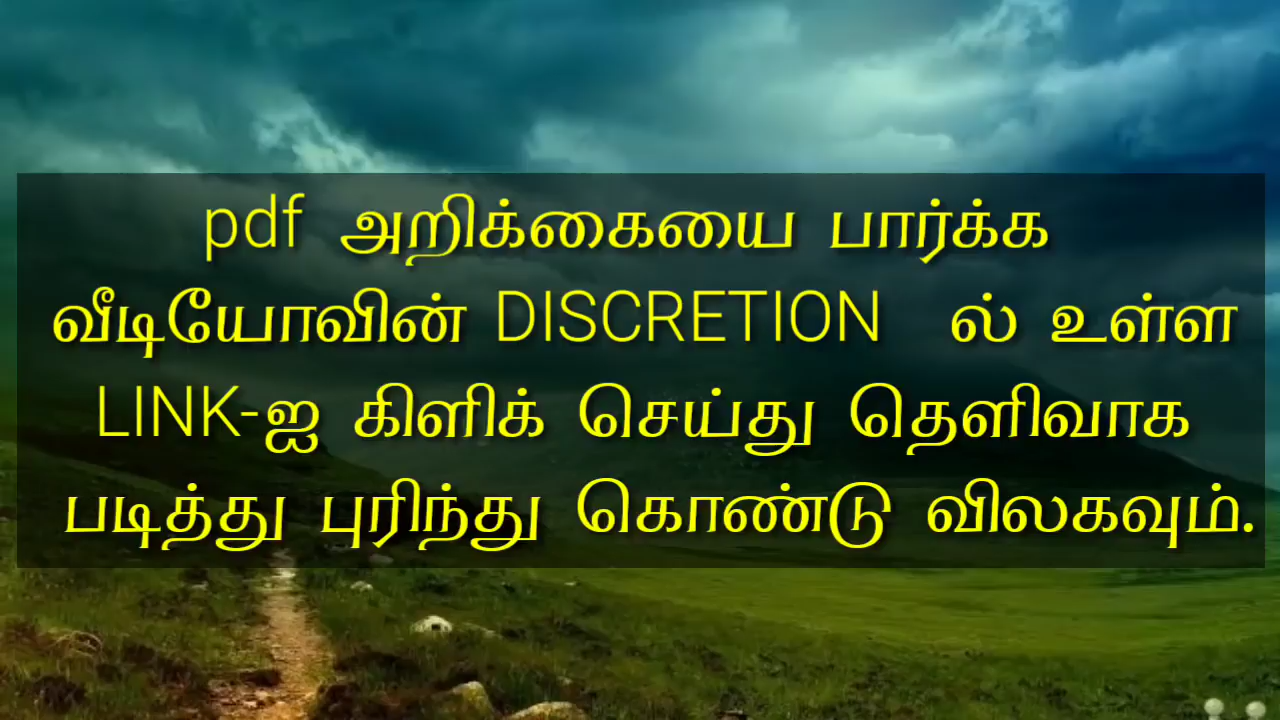 pdf அறிக்கையை பார்க்க
வீடியோவின் DISCRETION ல் உள்ள
LINK-ஐ கிளிக் செய்து தெளிவாக
படித்து புரிந்து கொண்டு விலகவும்.